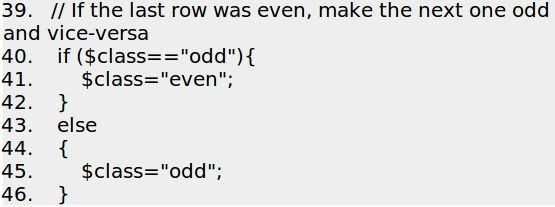 39. // If the last row was even, make the next one odd
and vice-versa
40. if ($class=="odd"){
41. $class="even";
42. }
43. else
44. {
45. $class="odd";
46. }